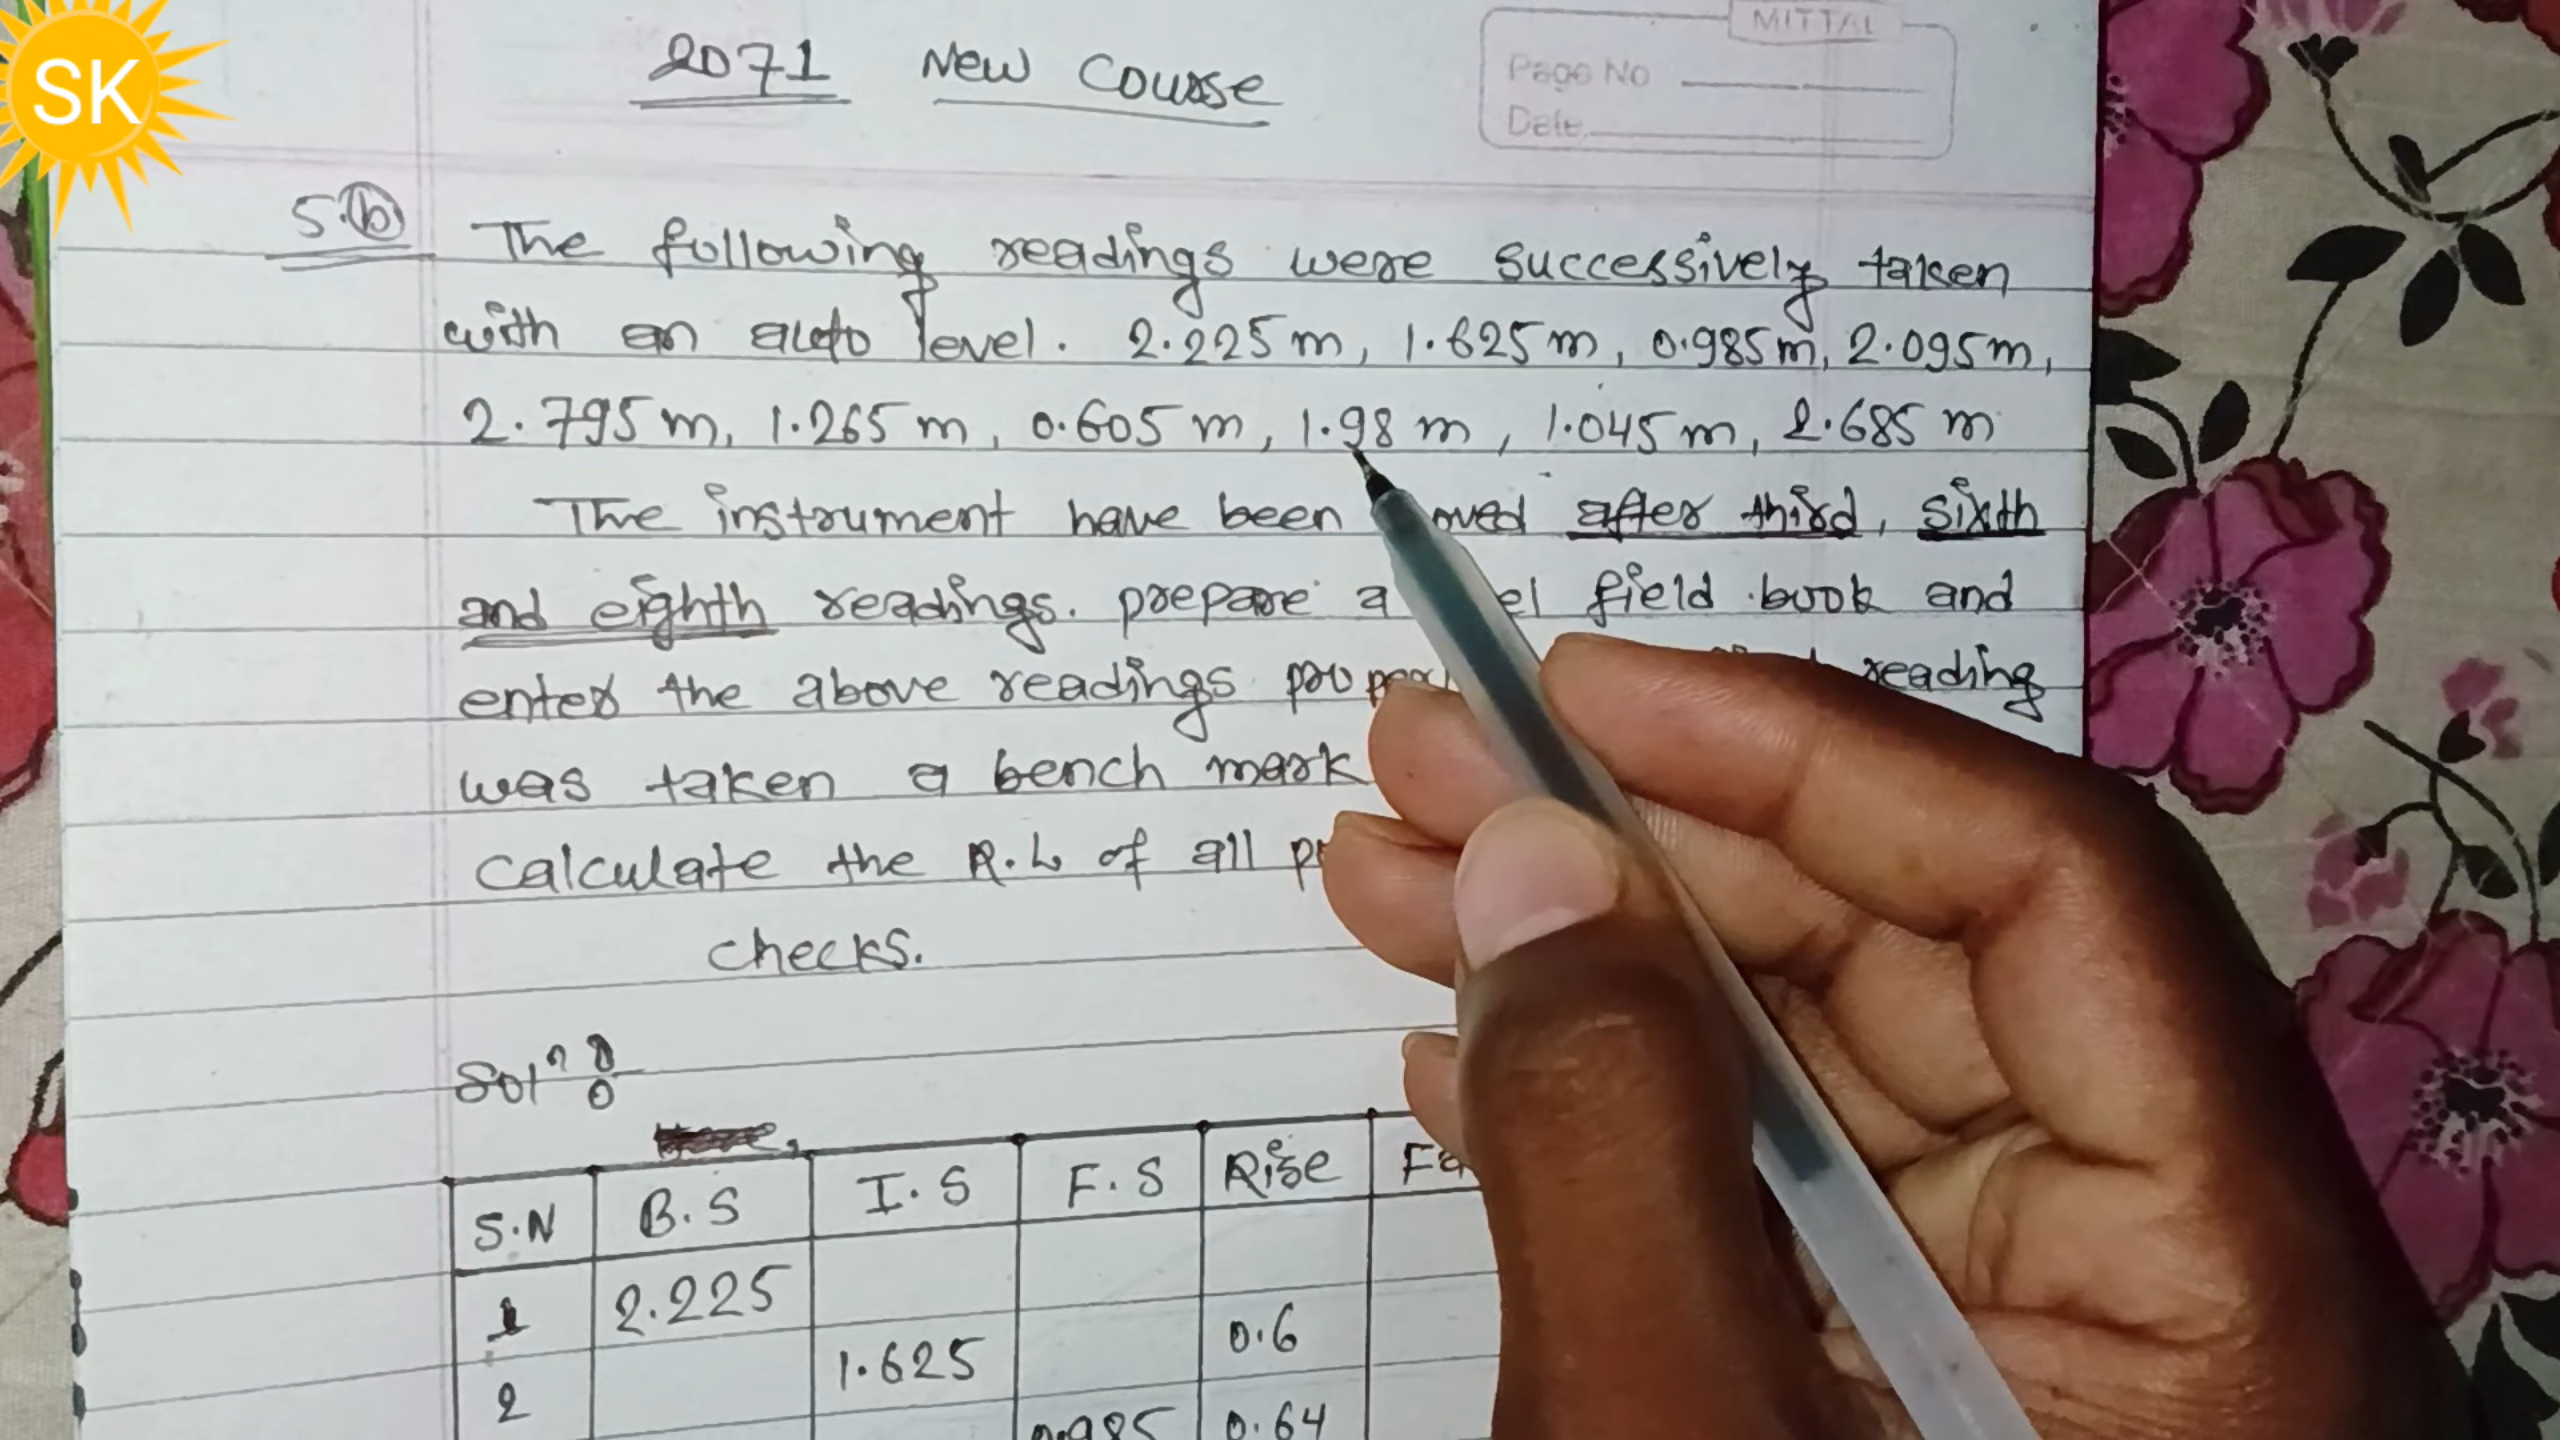 SK
MITTAL
Page No
Date
2071 New Course
5.(b) The following readings were successively taken
with an auto level. 2.225 m, 1.625 m, 0.985 m, 2.095 m,
2.795 m, 1.265 m, 0.605 m, 1.98 m, 1.045 m, 2.685 m
The instrument have been after third, sixth
and eighth readings. prepare a field book and
enter the above readings reading
was taken a bench mark
calculate the R.L of all
checks.
Solⁿ:
S.N B.S I.S F.S Rise
1 2.225
2 1.625 0.6
0.985 0.64